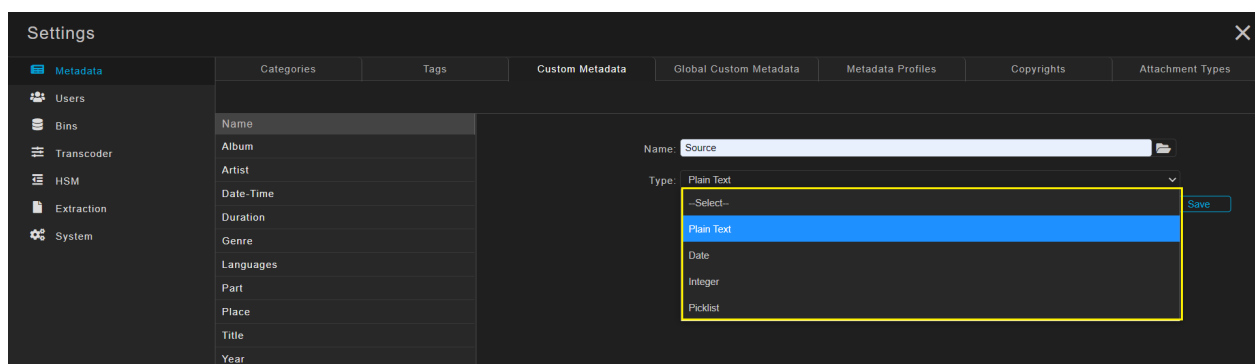 Settings
Metadata
Categories
Tags
Custom Metadata
Global Custom Metadata
Metadata Profiles
Copyrights
Attachment Types
Users
Bins
Transcoder
HSM
Extraction
System
Name
Album
Artist
Date-Time
Duration
Genre
Languages
Part
Place
Title
Year
Name: Source
Type: Plain Text
--Select--
Plain Text
Date
Integer
Picklist
Save